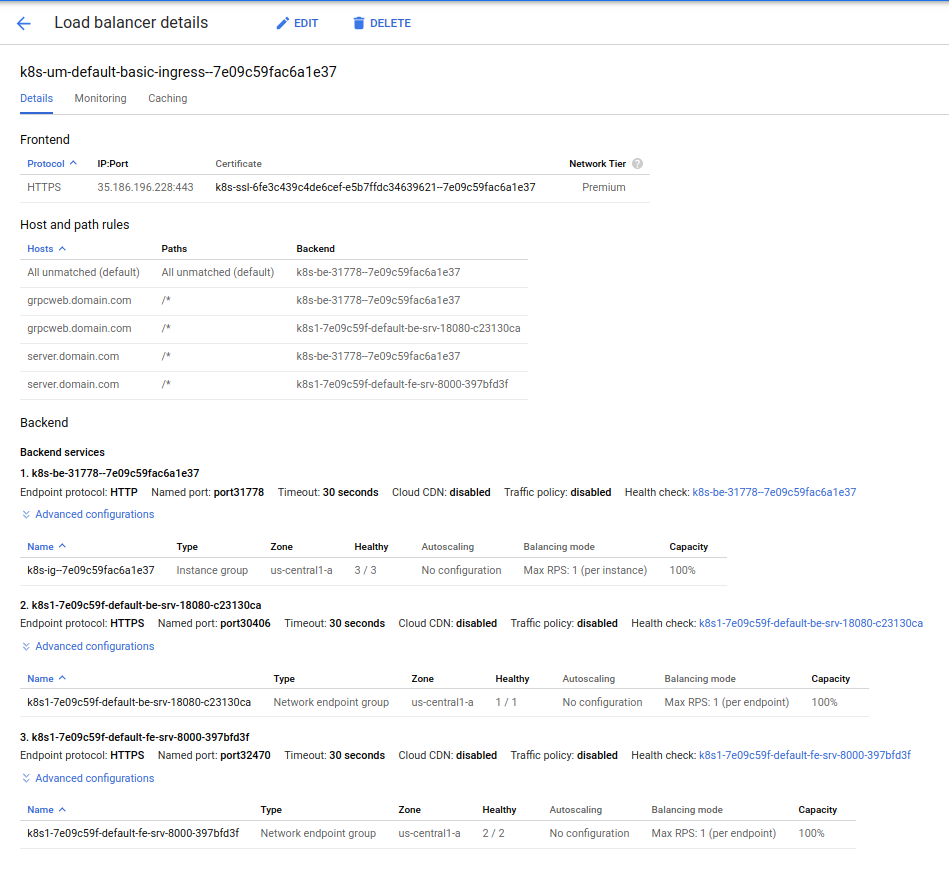 Load balancer details EDIT DELETE
k8s-um-default-basic-ingress--7e09c59fac6a1e37
Details Monitoring Caching
Frontend
Protocol IP:Port Certificate Network Tier
HTTPS 35.186.196.228:443 k8s-ssl-6fe3c439c4de6cef-e5b7ffdc34639621--7e09c59fac6a1e37 Premium
Host and path rules
Hosts Paths Backend
All unmatched (default) All unmatched (default) k8s-be-31778--7e09c59fac6a1e37
grpcweb.domain.com /* k8s-be-31778--7e09c59fac6a1e37
grpcweb.domain.com /* k8s1-7e09c59f-default-be-srv-18080-c23130ca
server.domain.com /* k8s-be-31778--7e09c59fac6a1e37
server.domain.com /* k8s1-7e09c59f-default-fe-srv-8000-397bfd3f
Backend
Backend services
1. k8s-be-31778--7e09c59fac6a1e37
Endpoint protocol: HTTP Named port: port31778 Timeout: 30 seconds Cloud CDN: disabled Traffic policy: disabled Health check: k8s-be-31778--7e09c59fac6a1e37
Advanced configurations
Name Type Zone Healthy Autoscaling Balancing mode Capacity
k8s-ig--7e09c59fac6a1e37 Instance group us-central1-a 3 / 3 No configuration Max RPS: 1 (per instance) 100%
2. k8s1-7e09c59f-default-be-srv-18080-c23130ca
Endpoint protocol: HTTPS Named port: port30406 Timeout: 30 seconds Cloud CDN: disabled Traffic policy: disabled Health check: k8s1-7e09c59f-default-be-srv-18080-c23130ca
Advanced configurations
Name Type Zone Healthy Autoscaling Balancing mode Capacity
k8s1-7e09c59f-default-be-srv-18080-c23130ca Network endpoint group us-central1-a 1 / 1 No configuration Max RPS: 1 (per endpoint) 100%
3. k8s1-7e09c59f-default-fe-srv-8000-397bfd3f
Endpoint protocol: HTTPS Named port: port32470 Timeout: 30 seconds Cloud CDN: disabled Traffic policy: disabled Health check: k8s1-7e09c59f-default-fe-srv-8000-397bfd3f
Advanced configurations
Name Type Zone Healthy Autoscaling Balancing mode Capacity
k8s1-7e09c59f-default-fe-srv-8000-397bfd3f Network endpoint group us-central1-a 2 / 2 No configuration Max RPS: 1 (per endpoint) 100%